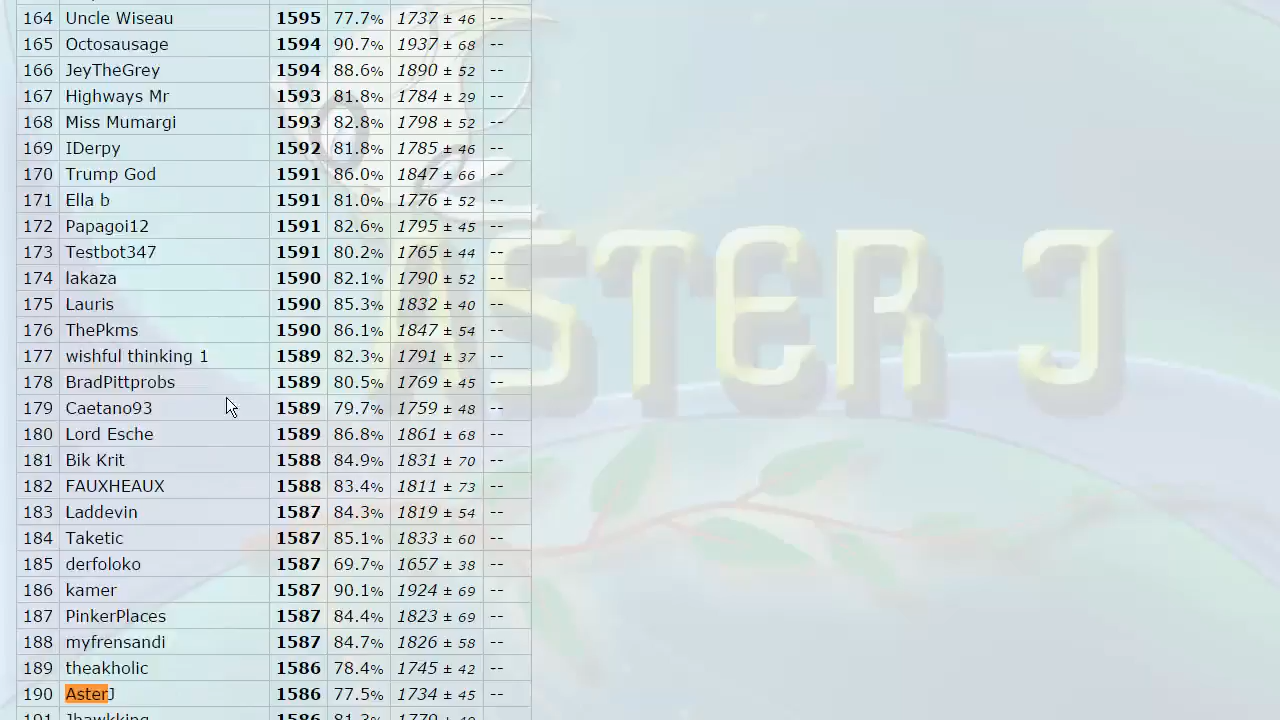 164 Uncle Wiseau 1595 77.7% 1737 ± 46 --
165 Octosausage 1594 90.7% 1937 ± 68 --
166 JeyTheGrey 1594 88.6% 1890 ± 52 --
167 Highways Mr 1593 81.8% 1784 ± 29 --
168 Miss Mumargi 1593 82.8% 1798 ± 52 --
169 IDerpy 1592 81.8% 1785 ± 46 --
170 Trump God 1591 86.0% 1847 ± 66 --
171 Ella b 1591 81.0% 1776 ± 52 --
172 Papagoi12 1591 82.6% 1795 ± 45 --
173 Testbot347 1591 80.2% 1765 ± 44 --
174 lakaza 1590 82.1% 1790 ± 52 --
175 Lauris 1590 85.3% 1832 ± 40 --
176 ThePkms 1590 86.1% 1847 ± 54 --
177 wishful thinking 1 1589 82.3% 1791 ± 37 --
178 BradPittprobs 1589 80.5% 1769 ± 45 --
179 Caetano93 1589 79.7% 1759 ± 48 --
180 Lord Esche 1589 86.8% 1861 ± 68 --
181 Bik Krit 1588 84.9% 1831 ± 70 --
182 FAUXHEAUX 1588 83.4% 1811 ± 73 --
183 Laddevin 1587 84.3% 1819 ± 54 --
184 Taketic 1587 85.1% 1833 ± 60 --
185 derfoloko 1587 69.7% 1657 ± 38 --
186 kamer 1587 90.1% 1924 ± 69 --
187 PinkerPlaces 1587 84.4% 1823 ± 69 --
188 myfrensandi 1587 84.7% 1826 ± 58 --
189 theakholic 1586 78.4% 1745 ± 42 --
190 AsterJ 1586 77.5% 1734 ± 45 --
191 Jhawkking 1586 81.3% 1779
ASTER J